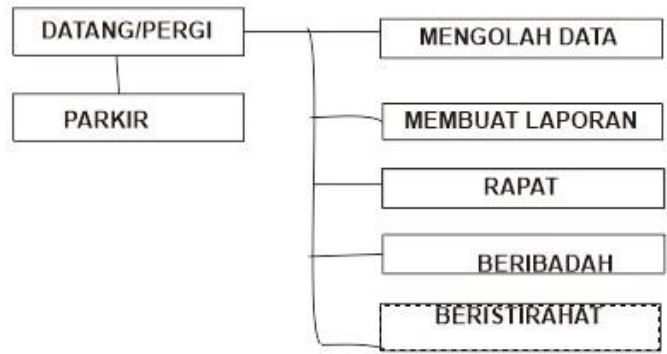 DATANG/PERGI
MENGOLAH DATA
PARKIR
MEMBUAT LAPORAN
RAPAT
BERIBADAH
BERISTIRAHAT